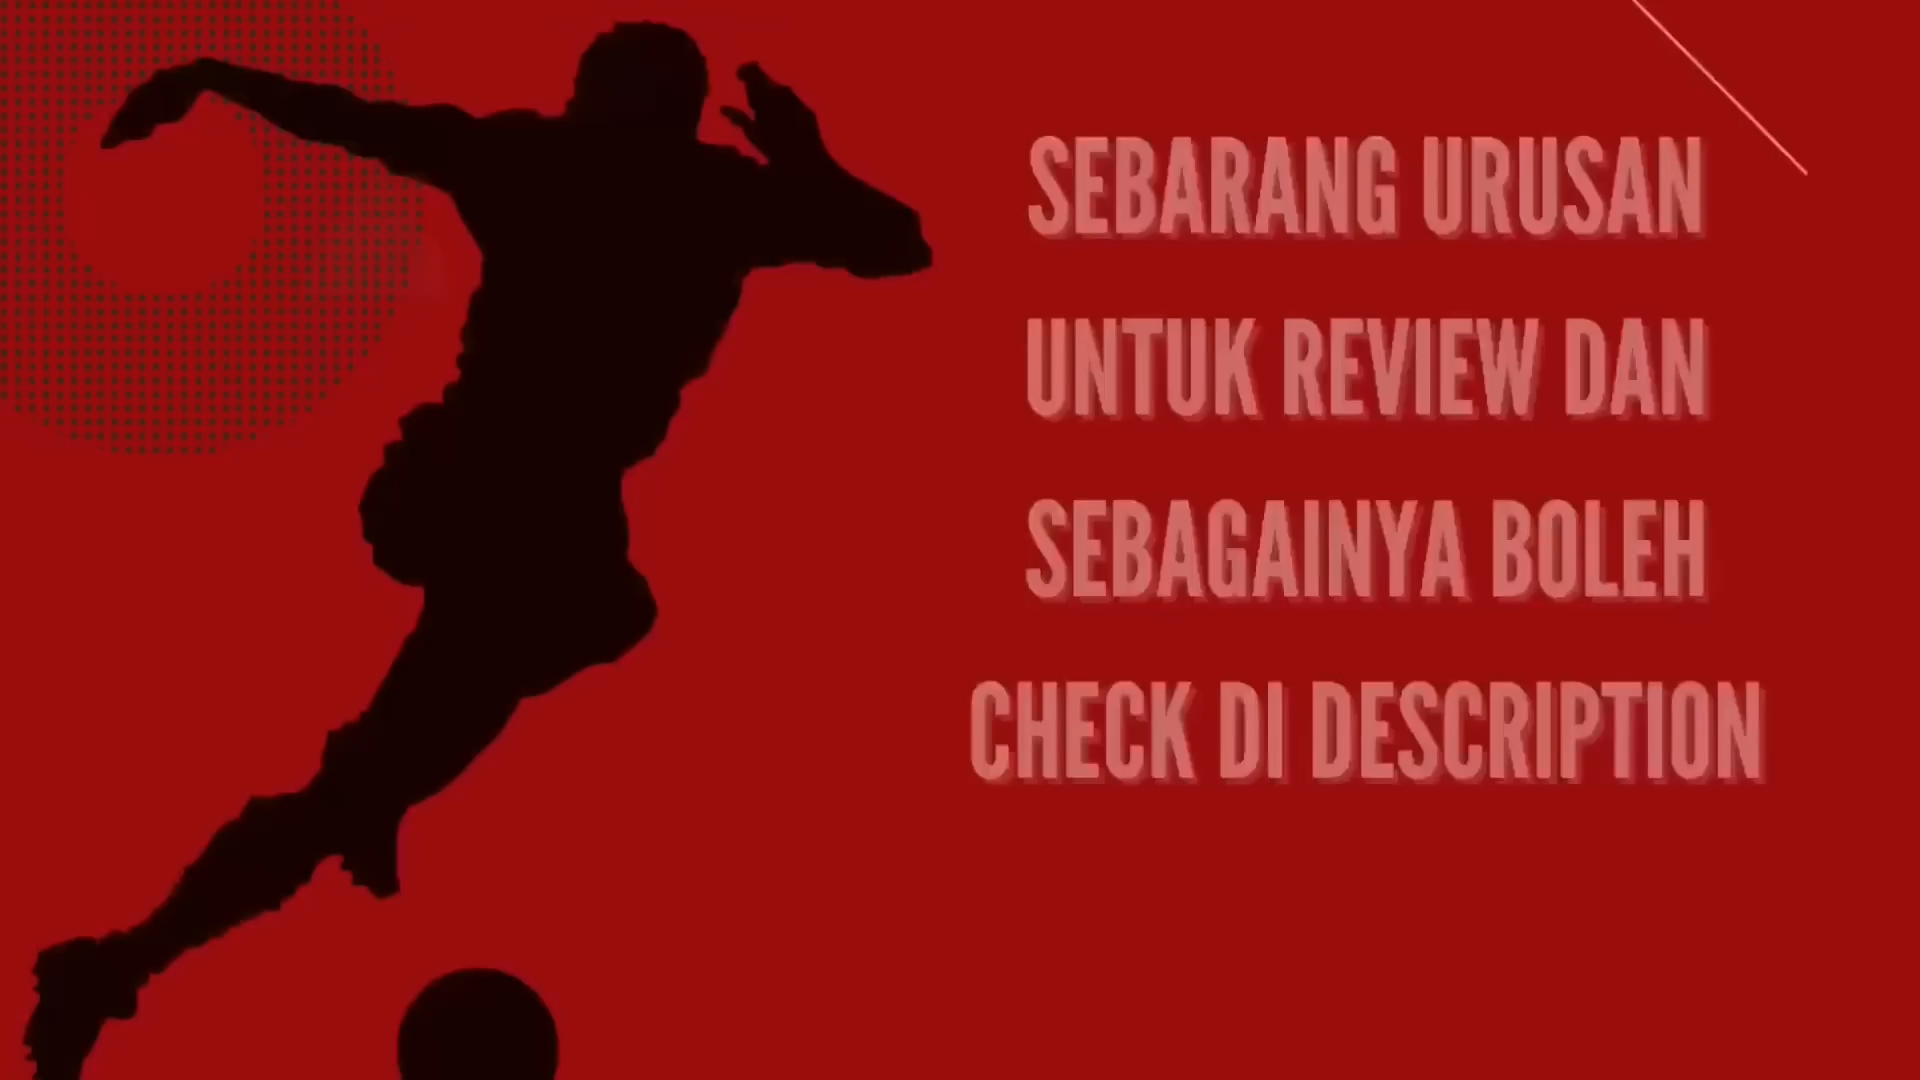 SEBARANG URUSAN
UNTUK REVIEW DAN
SEBAGAINYA BOLEH
CHECK DI DESCRIPTION